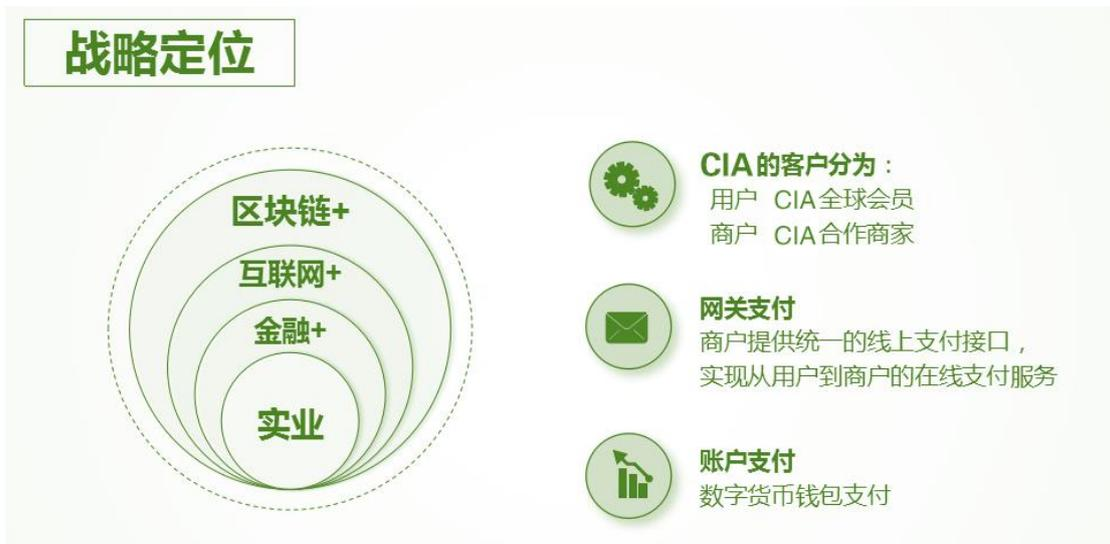 战略定位
区块链+
互联网+
金融+
实业
CIA的客户分为：
用户 CIA全球会员
商户 CIA合作商家
网关支付
商户提供统一的线上支付接口，
实现从用户到商户的在线支付服务
账户支付
数字货币钱包支付